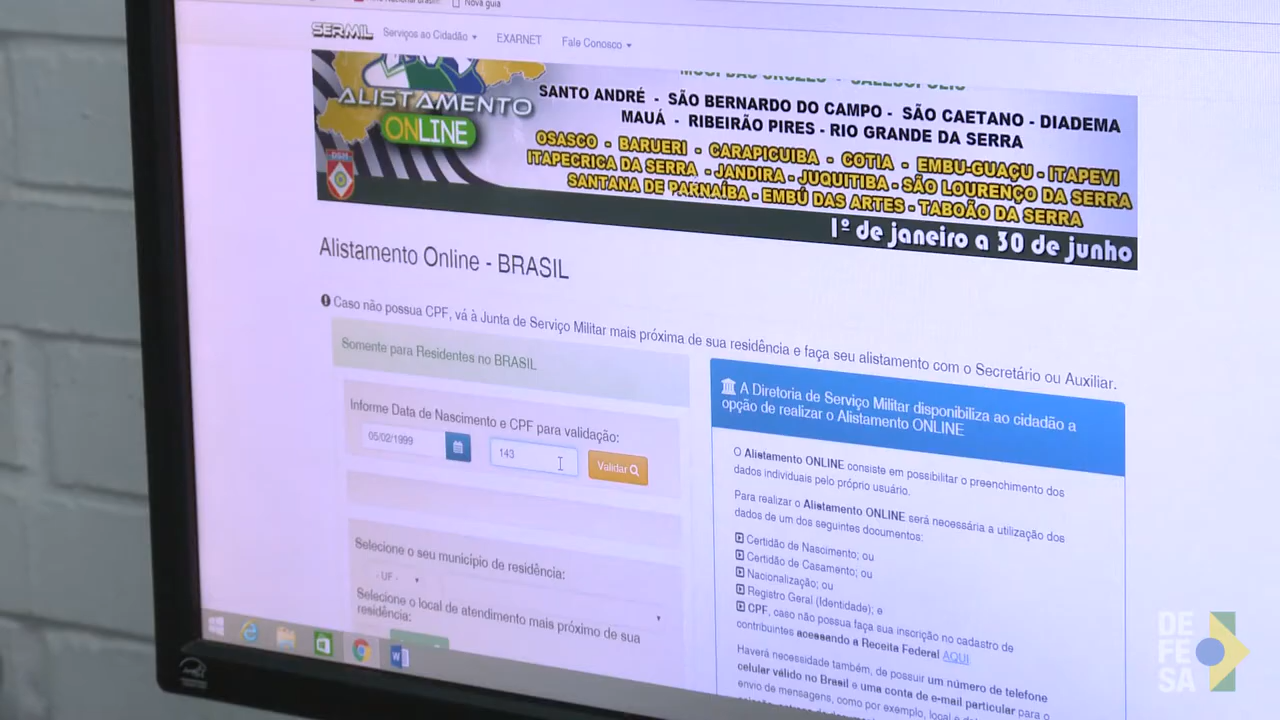 Nova guia
SERMIL Serviços ao Cidadão EXARNET Fale Conosco
ALISTAMENTO
ONLINE
DSM
SANTO ANDRÉ - SÃO BERNARDO DO CAMPO - SÃO CAETANO - DIADEMA
MAUÁ - RIBEIRÃO PIRES - RIO GRANDE DA SERRA
OSASCO - BARUERI - CARAPICUIBA - COTIA - EMBU-GUAÇU - ITAPEVI
ITAPECRICA DA SERRA - JANDIRA - JUQUITIBA - SÃO LOURENÇO DA SERRA
SANTANA DE PARNAÍBA - EMBÚ DAS ARTES - TABOÃO DA SERRA
1º de janeiro a 30 de junho
Alistamento Online - BRASIL
Caso não possua CPF, vá à Junta de Serviço Militar mais próxima de sua residência e faça seu alistamento com o Secretário ou Auxiliar.
Somente para Residentes no BRASIL
Informe Data de Nascimento e CPF para validação:
05/02/1999 143 Validar
Selecione o seu município de residência:
- UF -
Selecione o local de atendimento mais próximo de sua
residência:
A Diretoria de Serviço Militar disponibiliza ao cidadão a
opção de realizar o Alistamento ONLINE
O Alistamento ONLINE consiste em possibilitar o preenchimento dos
dados individuais pelo próprio usuário.
Para realizar o Alistamento ONLINE será necessária a utilização dos
dados de um dos seguintes documentos:
Certidão de Nascimento; ou
Certidão de Casamento; ou
Nacionalização; ou
Registro Geral (Identidade); e
CPF, caso não possua faça sua inscrição no cadastro de
contribuintes acessando a Receita Federal AQUI
Haverá necessidade também, de possuir um número de telefone
celular válido no Brasil e uma conta de e-mail particular para o
envio de mensagens, como por exemplo, local e
DE
FE
SA